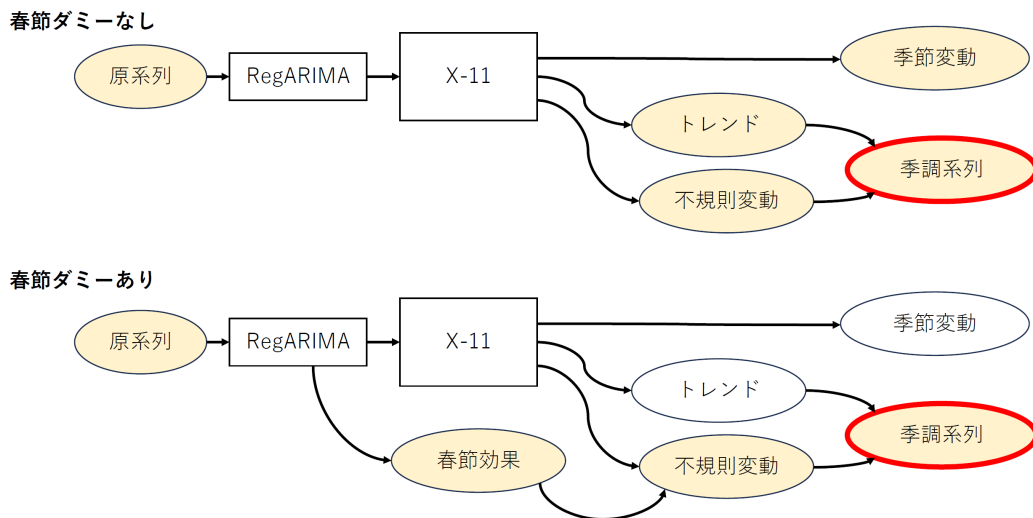 春節ダミーなし
原系列
RegARIMA
X-11
季節変動
トレンド
季調系列
不規則変動
春節ダミーあり
原系列
RegARIMA
X-11
季節変動
トレンド
季調系列
春節効果
不規則変動